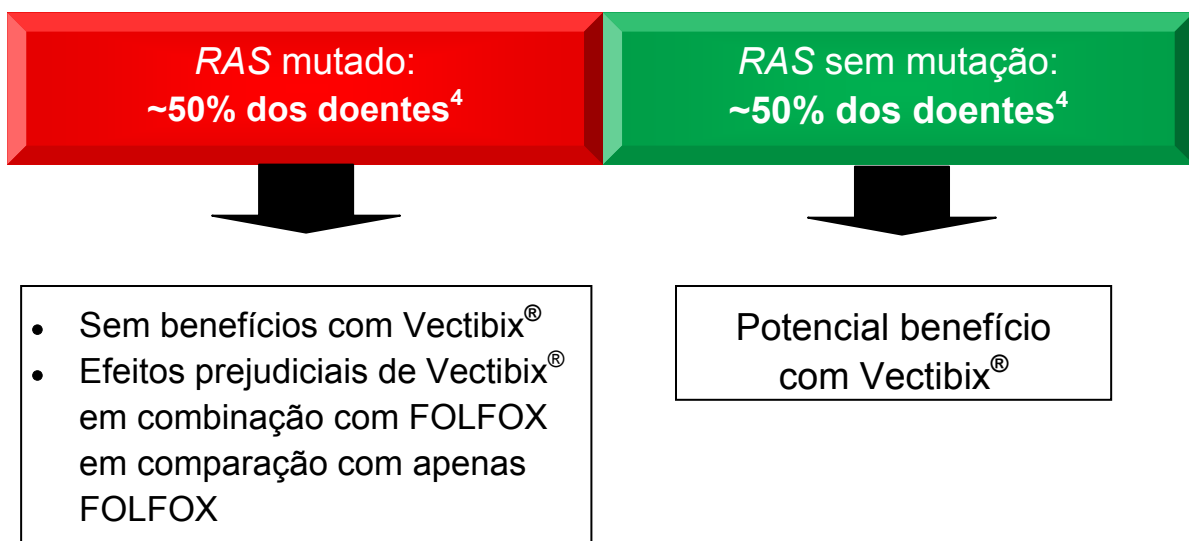 RAS mutado:
~50% dos doentes⁴
RAS sem mutação:
~50% dos doentes⁴
• Sem benefícios com Vectibix®
• Efeitos prejudiciais de Vectibix®
em combinação com FOLFOX
em comparação com apenas
FOLFOX
Potencial benefício
com Vectibix®